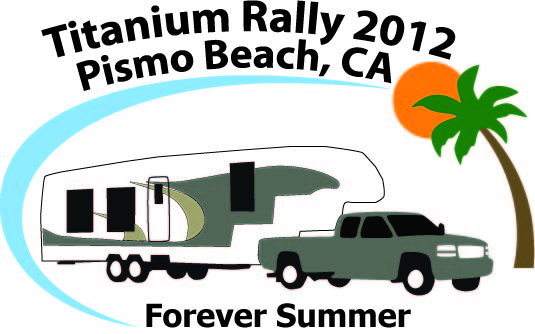 Titanium Rally 2012
Pismo Beach, CA
Forever Summer